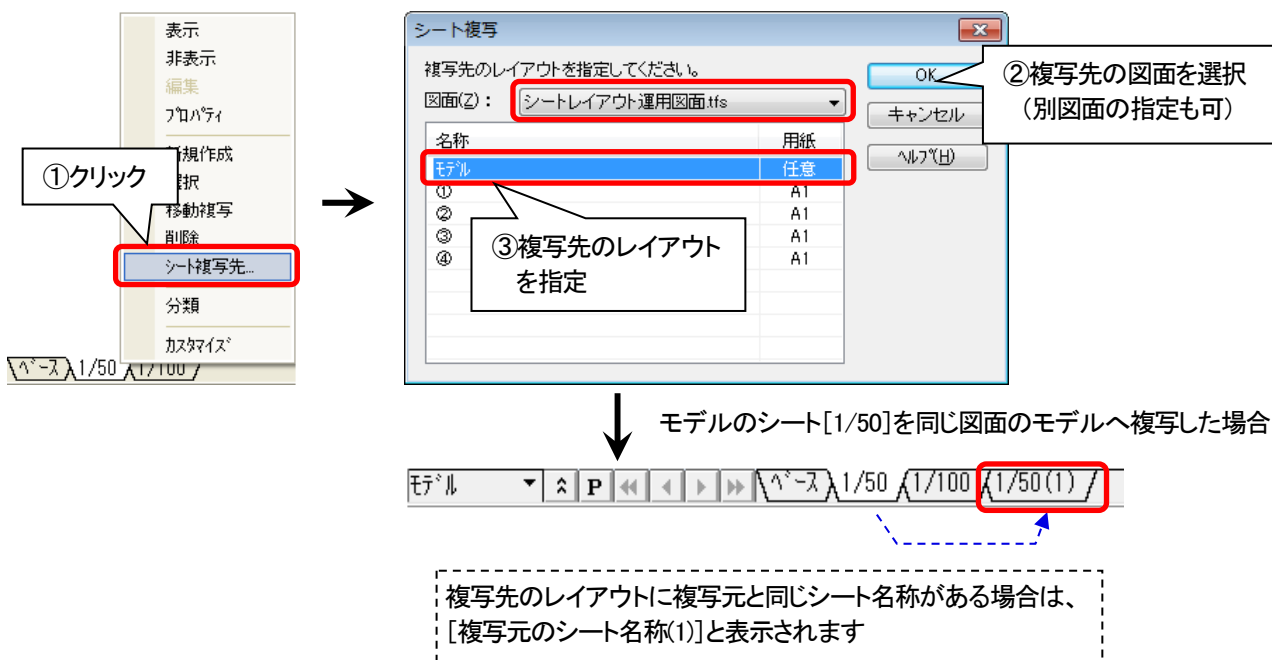 表示
非表示
編集
ﾌﾟﾛﾊﾟﾃｨ
規作成
選択
移動複写
削除
ｼｰﾄ複写先...
分類
ｶｽﾀﾏｲｽﾞ
①クリック
ﾍﾞｰｽ 1/50 1/100
シート複写
複写先のレイアウトを指定してください。
図面(Z)： シートレイアウト運用図面.tfs
名称 用紙
ﾓﾃﾞﾙ 任意
① A1
② A1
③ A1
④ A1
OK
キャンセル
ﾍﾙﾌﾟ(H)
②複写先の図面を選択
（別図面の指定も可）
③複写先のレイアウト
を指定
モデルのシート[1/50]を同じ図面のモデルへ複写した場合
ﾓﾃﾞﾙ P ﾍﾞｰｽ 1/50 1/100 1/50(1)
複写先のレイアウトに複写元と同じシート名称がある場合は、
[複写元のシート名称(1)]と表示されます